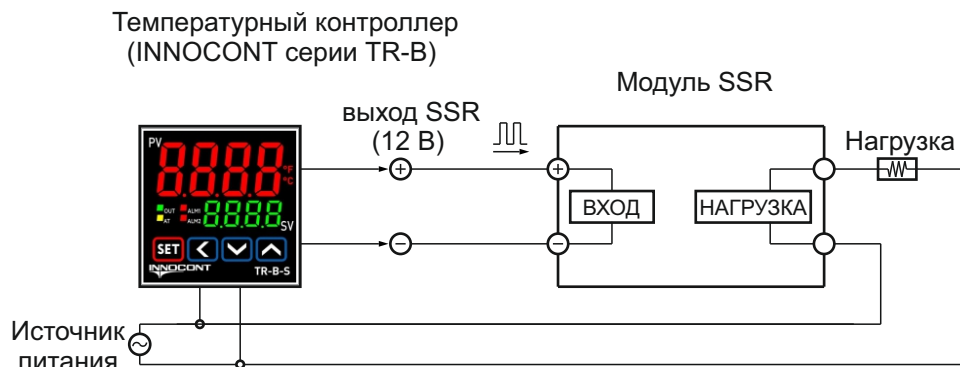 Температурный контроллер
(INNOCONT серии TR-B)
Модуль SSR
выход SSR
(12 В)
Нагрузка
PV
8.8.8.8
°F
°C
ВХОД
НАГРУЗКА
OUT
AT
ALM1
ALM2
8.8.8.8
SV
SET
INNOCONT
TR-B-S
Источник
питания